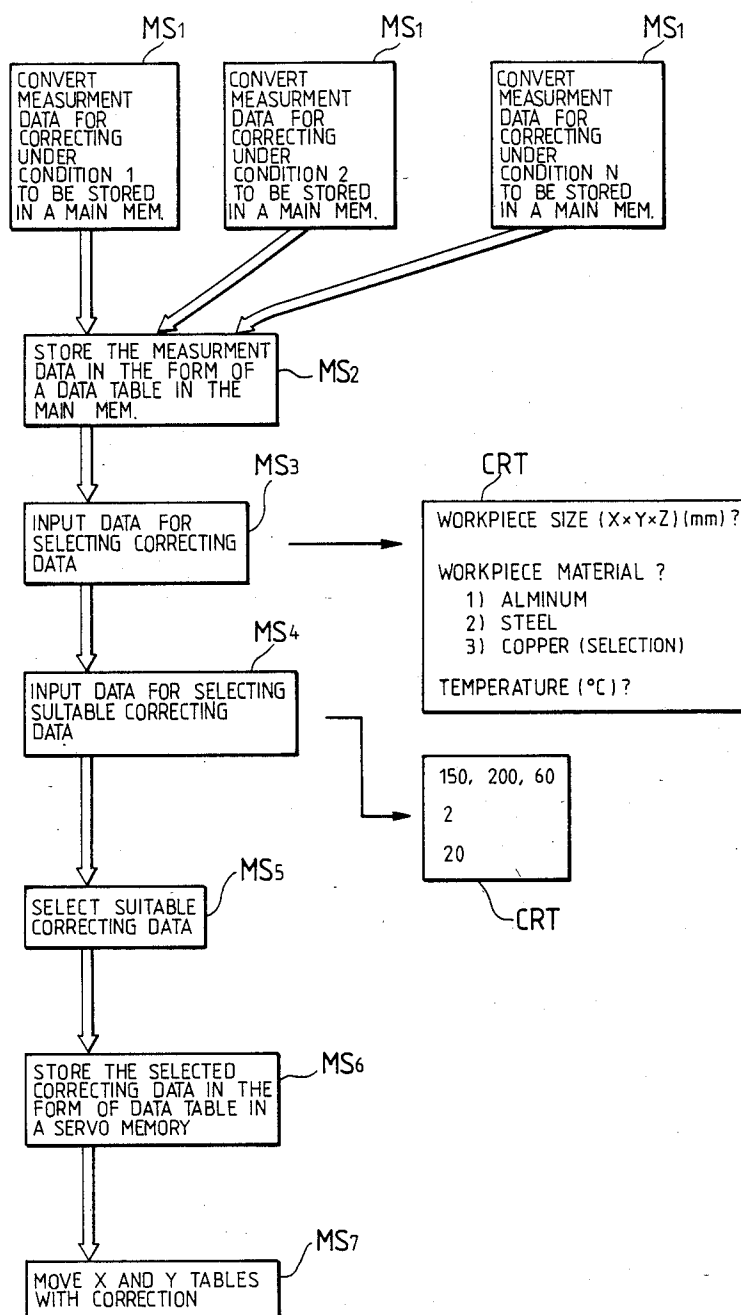 MS1
MS1
MS1
CONVERT
MEASURMENT
DATA FOR
CORRECTING
UNDER
CONDITION 1
TO BE STORED
IN A MAIN MEM.
CONVERT
MEASURMENT
DATA FOR
CORRECTING
UNDER
CONDITION 2
TO BE STORED
IN A MAIN MEM.
CONVERT
MEASURMENT
DATA FOR
CORRECTING
UNDER
CONDITION N
TO BE STORED
IN A MAIN MEM.
STORE THE MEASURMENT
DATA IN THE FORM OF
A DATA TABLE IN THE
MAIN MEM.
MS2
MS3
INPUT DATA FOR
SELECTING CORRECTING
DATA
CRT
WORKPIECE SIZE (X×Y×Z)(mm)?
WORKPIECE MATERIAL ?
1) ALMINUM
2) STEEL
3) COPPER (SELECTION)
TEMPERATURE (°C)?
MS4
INPUT DATA FOR SELECTING
SULTABLE CORRECTING
DATA
150, 200, 60
2
20
CRT
MS5
SELECT SUITABLE
CORRECTING DATA
MS6
STORE THE SELECTED
CORRECTING DATA IN THE
FORM OF DATA TABLE IN
A SERVO MEMORY
MS7
MOVE X AND Y TABLES
WITH CORRECTION